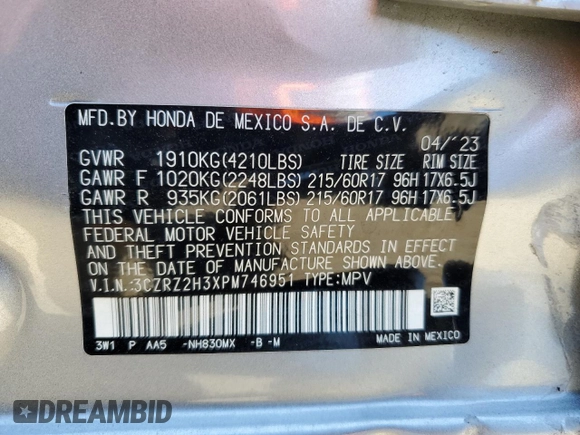 MFD.BY HONDA DE MEXICO S.A. DE C.V.
04/'23
GVWR 1910KG(4210LBS) TIRE SIZE RIM SIZE
GAWR F 1020KG(2248LBS) 215/60R17 96H 17X6.5J
GAWR R 935KG(2061LBS) 215/60R17 96H 17X6.5J
THIS VEHICLE CONFORMS TO ALL APPLICABLE
FEDERAL MOTOR VEHICLE SAFETY
AND THEFT PREVENTION STANDARDS IN EFFECT
ON THE DATE OF MANUFACTURE SHOWN ABOVE.
V.I.N.:3CZRZ2H3XPM746951 TYPE:MPV
3W1 P AA5 -NH830MX -B -M MADE IN MEXICO
DREAMBID